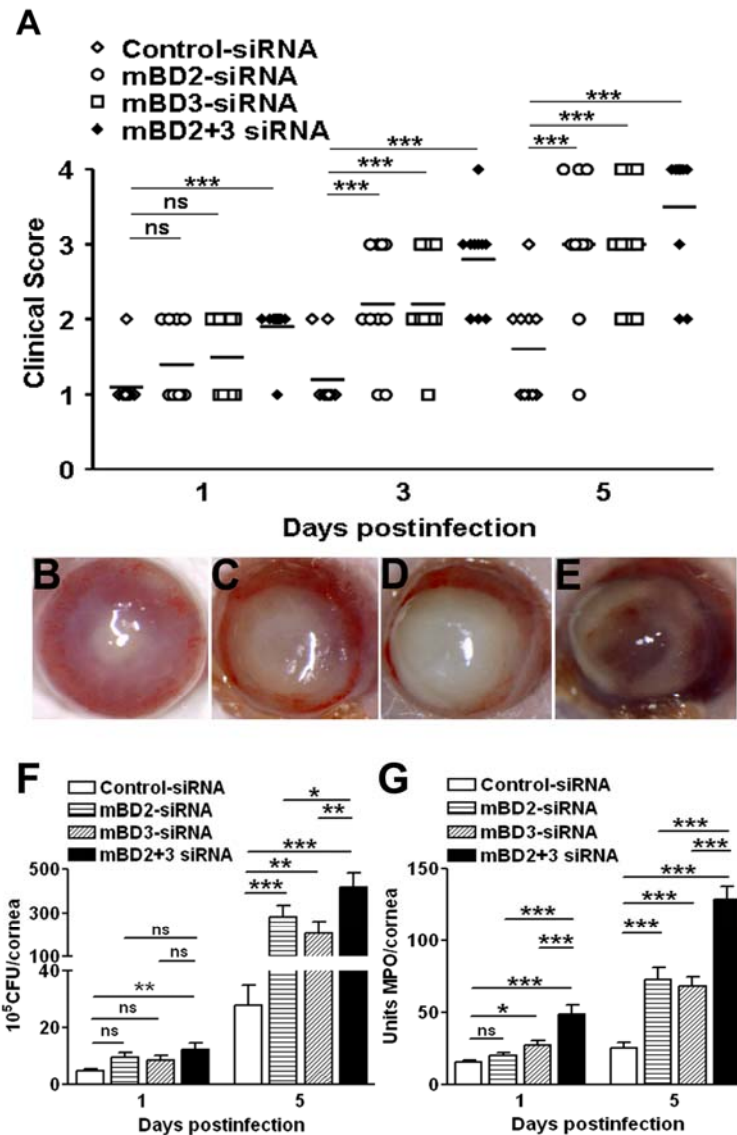 A
Control-siRNA
mBD2-siRNA
mBD3-siRNA
mBD2+3 siRNA
*** *** ***
*** *** ***
ns *** ***
ns
4
3
2
1
0
Clinical Score
1 3 5
Days postinfection
B C D E
F
Control-siRNA
mBD2-siRNA
mBD3-siRNA
mBD2+3 siRNA
*
**
***
**
***
ns
ns
**
ns
ns
500
300
100
40
20
0
10⁵CFU/cornea
1 5
Days postinfection
G
Control-siRNA
mBD2-siRNA
mBD3-siRNA
mBD2+3 siRNA
***
***
***
***
***
***
***
***
*
ns
150
100
50
0
Units MPO/cornea
1 5
Days postinfection